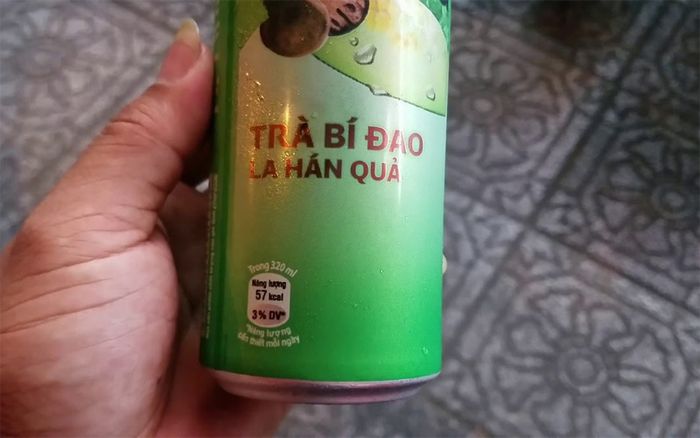 TRÀ BÍ ĐAO
LA HÁN QUẢ
Trong 320 ml
Năng lượng
57 kcal
3% DV*
*Năng lượng
cần thiết mỗi ngày